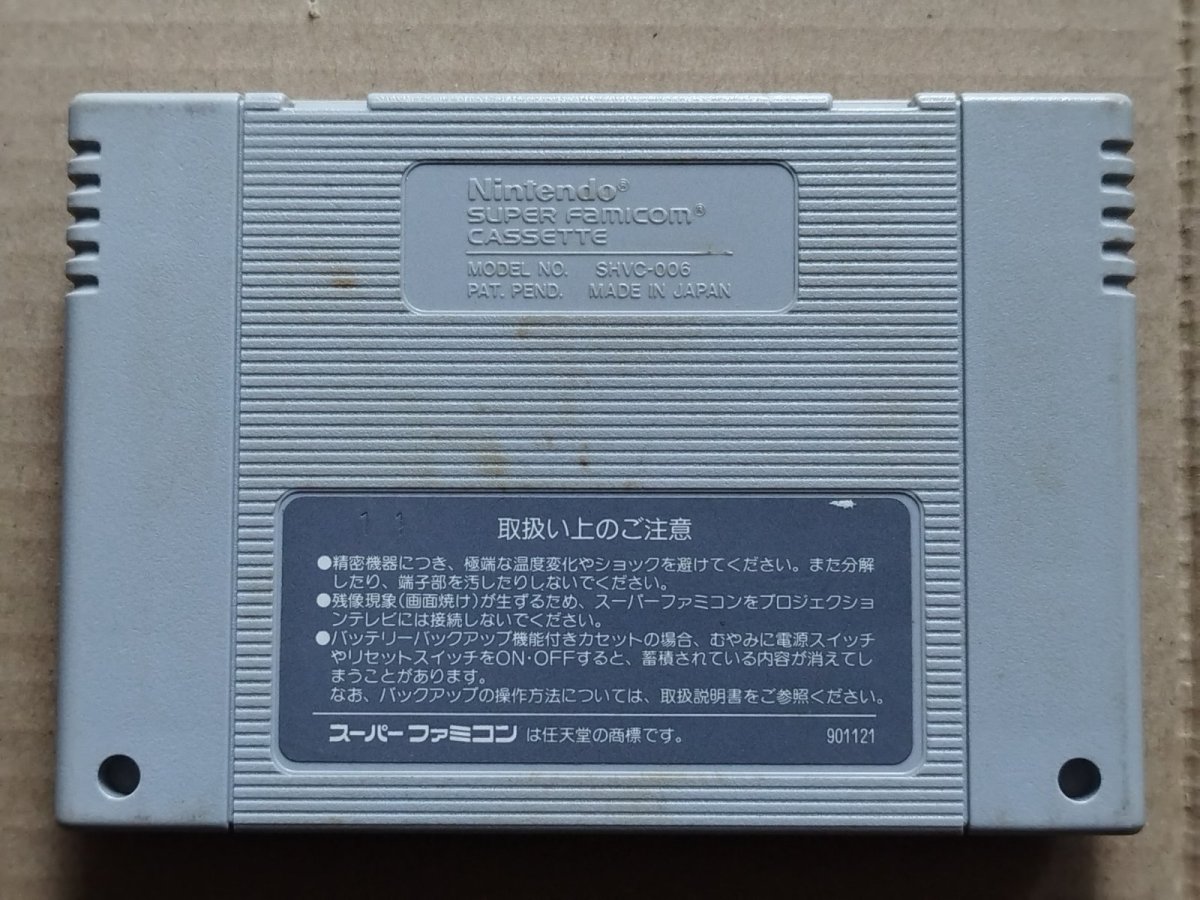 Nintendo®
SUPER FAMICOM®
CASSETTE
MODEL NO. SHVC-006
PAT. PEND. MADE IN JAPAN
11
取扱い上のご注意
●精密機器につき、極端な温度変化やショックを避けてください。また分解
したり、端子部を汚したりしないでください。
●残像現象(画面焼け)が生ずるため、スーパーファミコンをプロジェクショ
ンテレビには接続しないでください。
●バッテリーバックアップ機能付きカセットの場合、むやみに電源スイッチ
やリセットスイッチをON・OFFすると、蓄積されている内容が消えてし
まうことがあります。
なお、バックアップの操作方法については、取扱説明書をご参照ください。
スーパーファミコン は任天堂の商標です。 901121